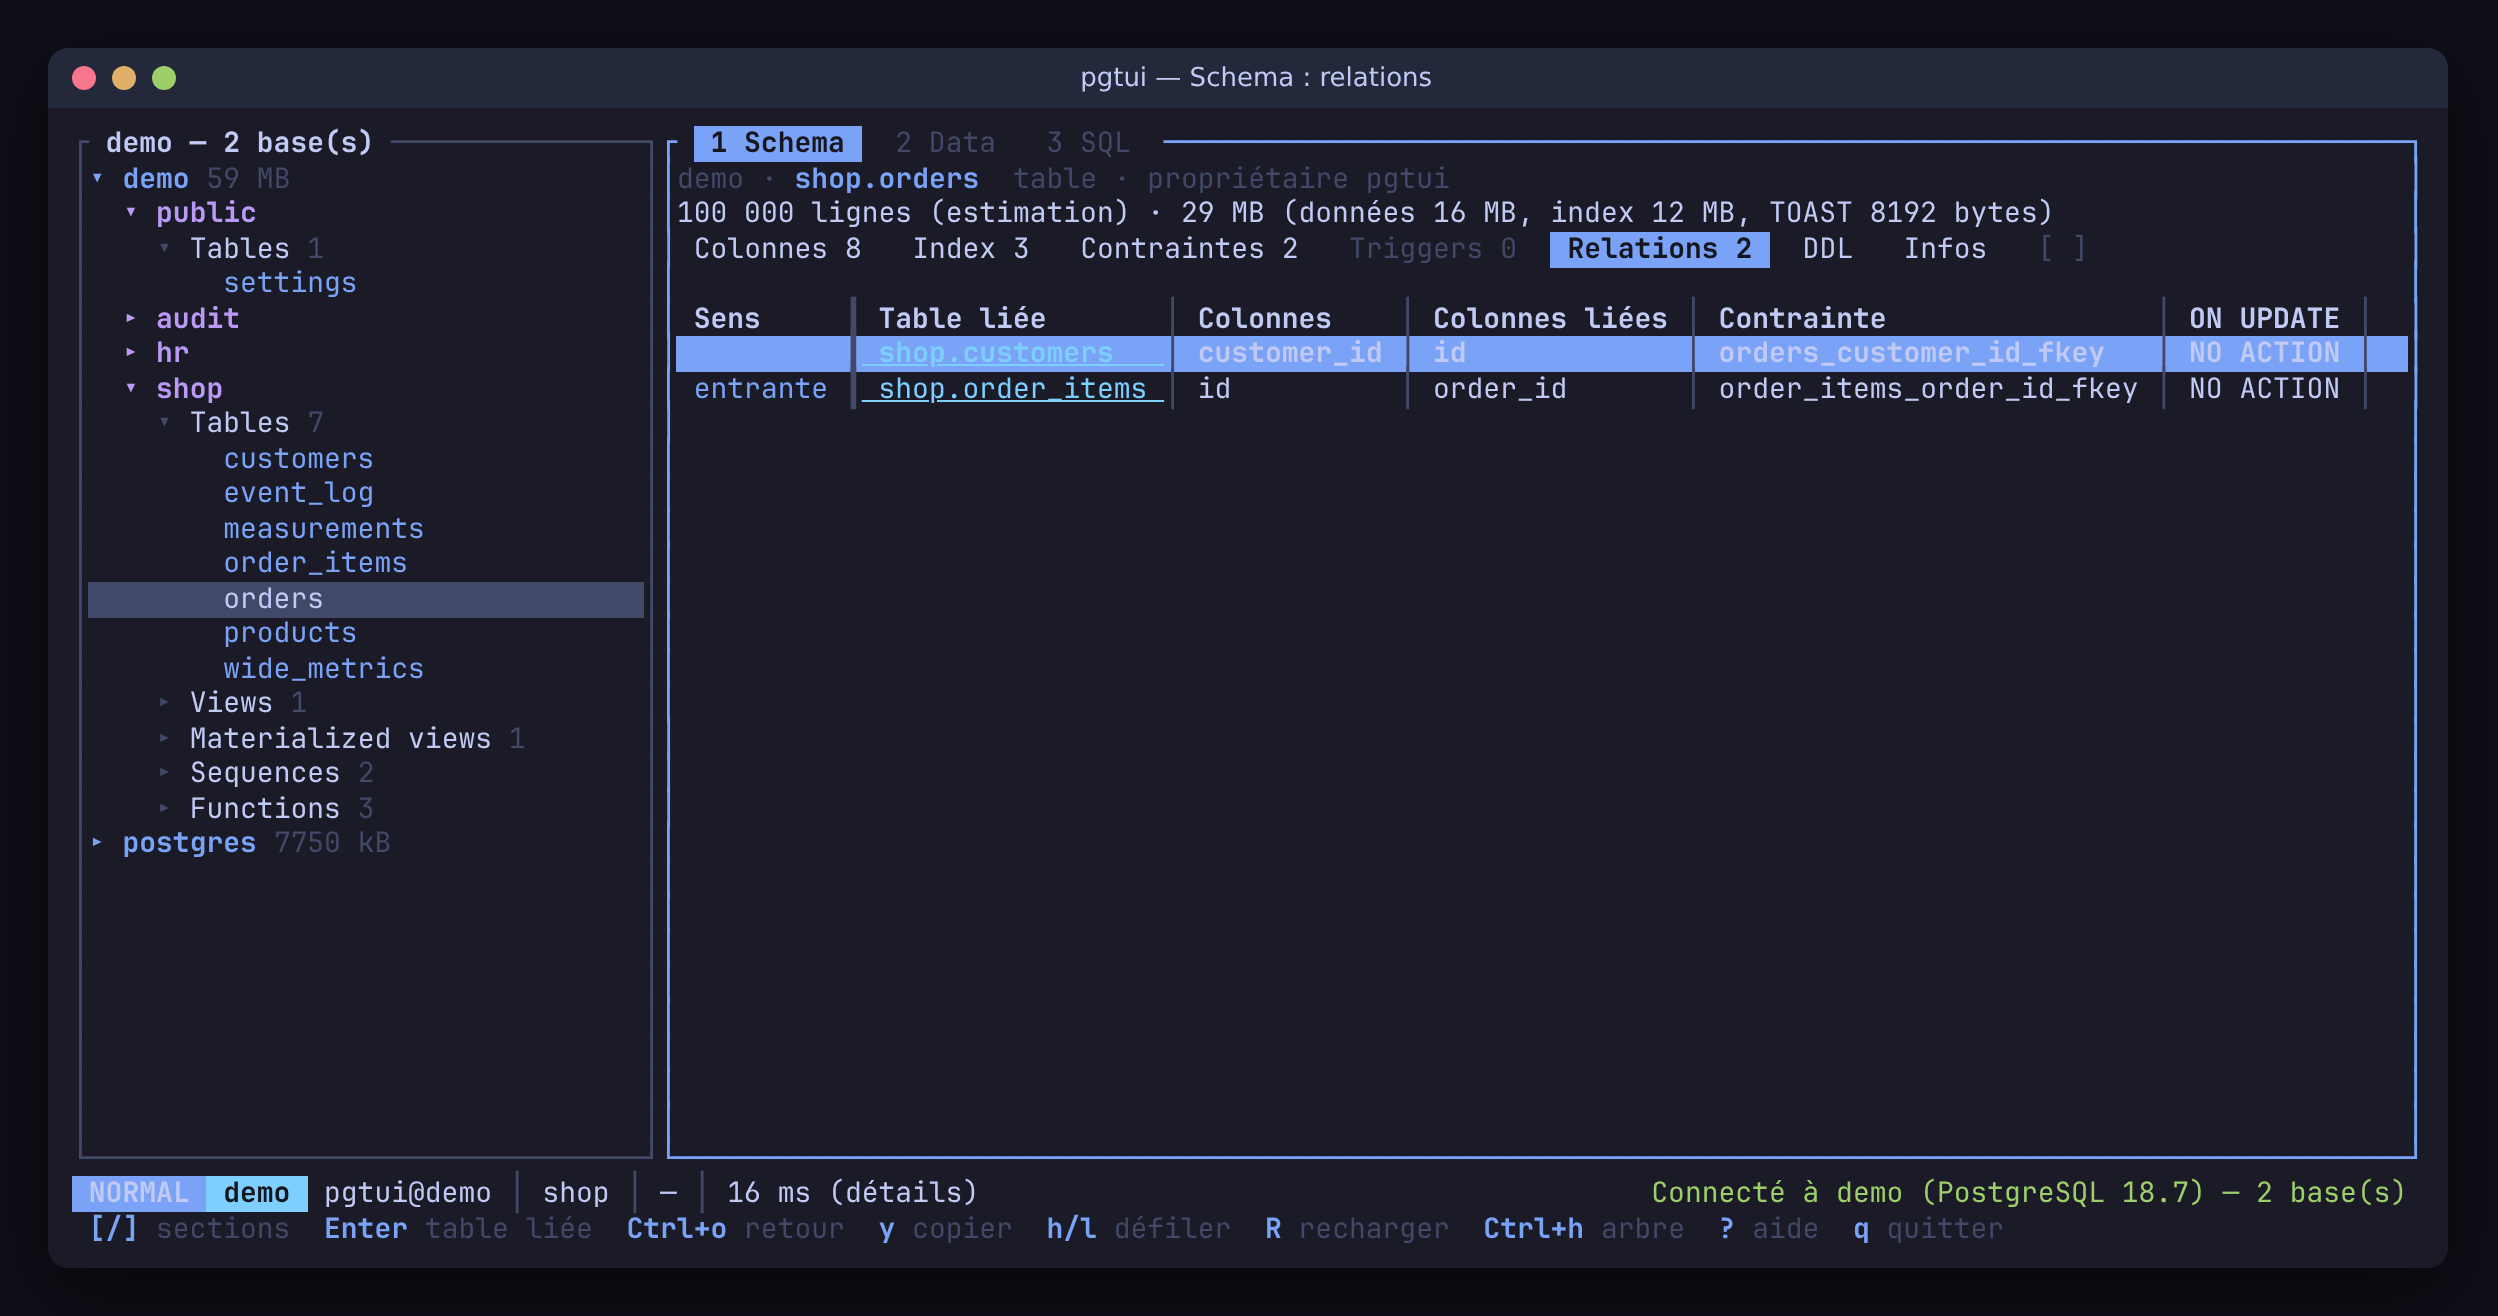 pgtui — Schema : relations
demo — 2 base(s)
▾ demo 59 MB
▾ public
▾ Tables 1
settings
▸ audit
▸ hr
▾ shop
▾ Tables 7
customers
event_log
measurements
order_items
orders
products
wide_metrics
▸ Views 1
▸ Materialized views 1
▸ Sequences 2
▸ Functions 3
▸ postgres 7750 kB
1 Schema 2 Data 3 SQL
demo · shop.orders table · propriétaire pgtui
100 000 lignes (estimation) · 29 MB (données 16 MB, index 12 MB, TOAST 8192 bytes)
Colonnes 8 Index 3 Contraintes 2 Triggers 0 Relations 2 DDL Infos [ ]
Sens │ Table liée │ Colonnes │ Colonnes liées │ Contrainte │ ON UPDATE │
shop.customers │ customer_id │ id │ orders_customer_id_fkey │ NO ACTION │
entrante │ shop.order_items │ id │ order_id │ order_items_order_id_fkey │ NO ACTION │
NORMAL demo pgtui@demo │ shop │ — │ 16 ms (détails) Connecté à demo (PostgreSQL 18.7) — 2 base(s)
[/] sections Enter table liée Ctrl+o retour y copier h/l défiler R recharger Ctrl+h arbre ? aide q quitter